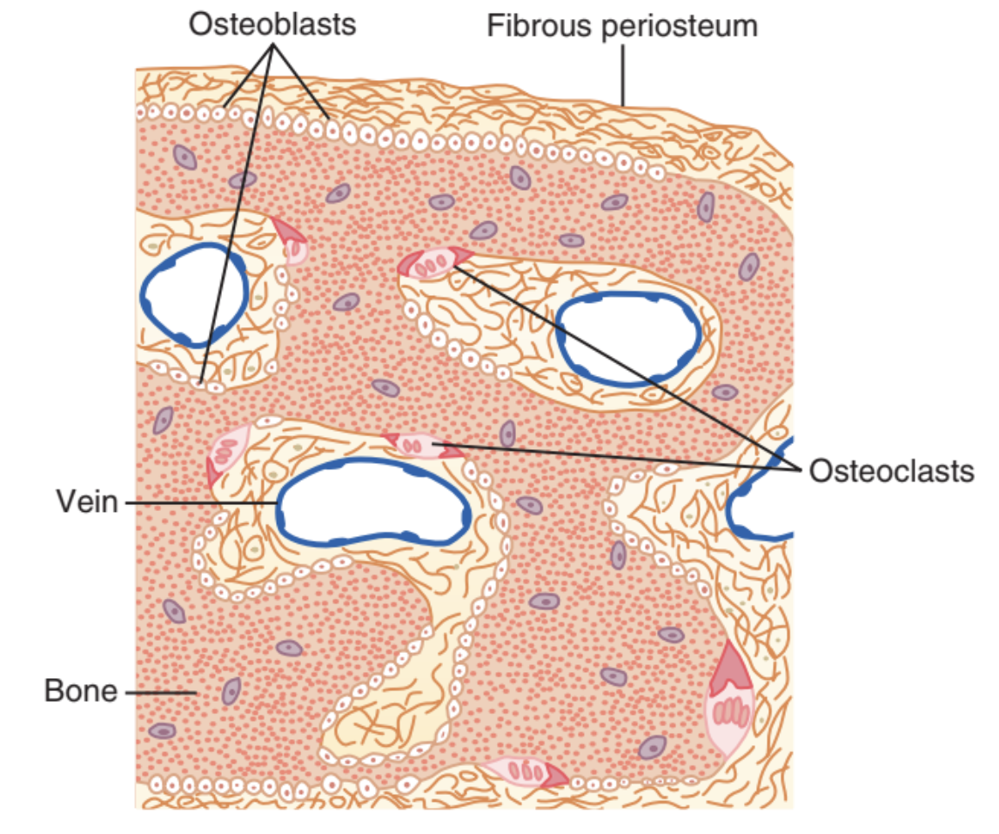 Osteoblasts
Fibrous periosteum
Osteoclasts
Vein
Bone